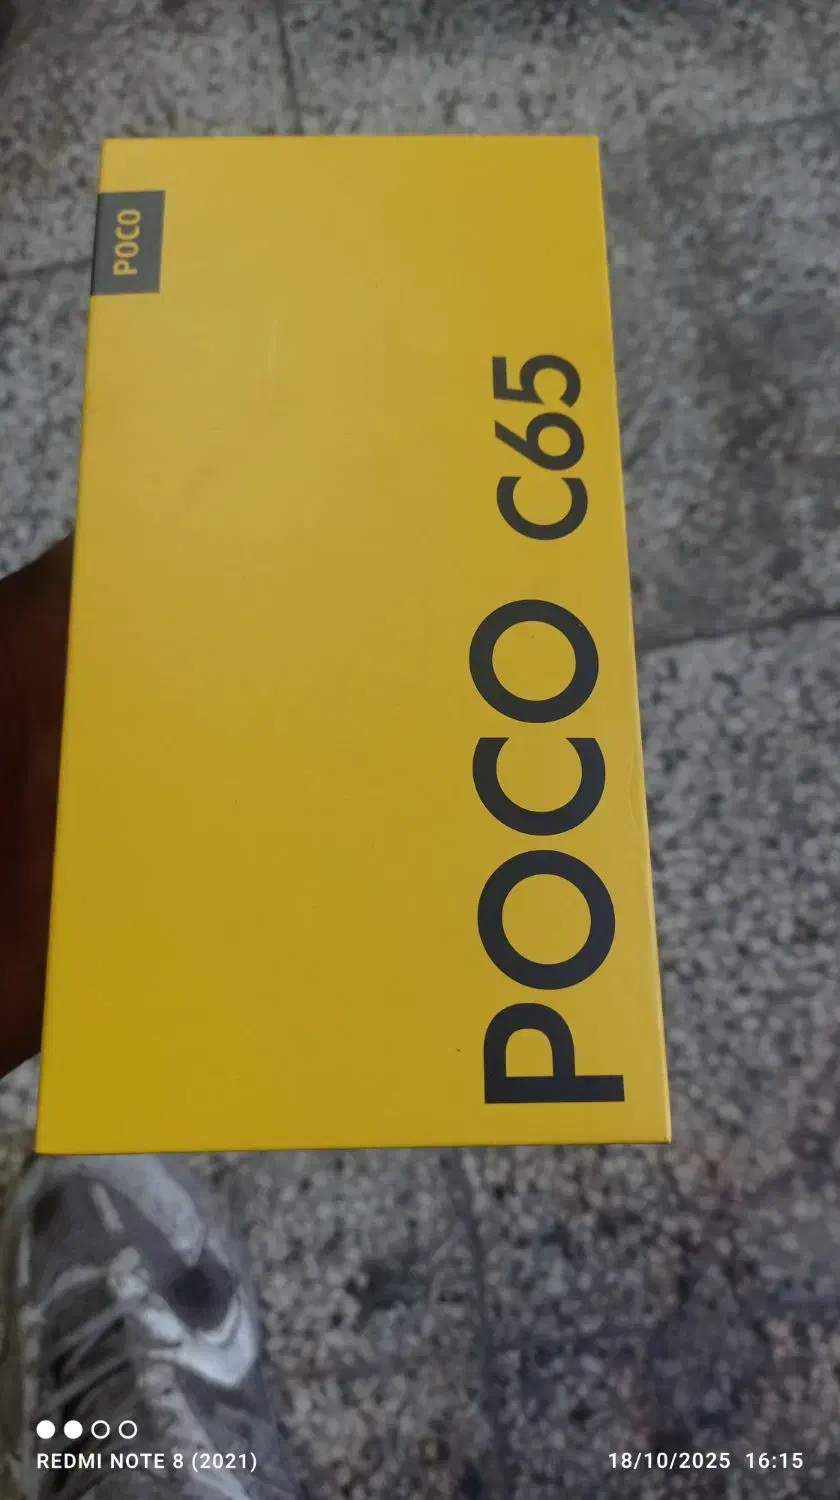 POCO
POCO C65
REDMI NOTE 8 (2021)
18/10/2025 16:15